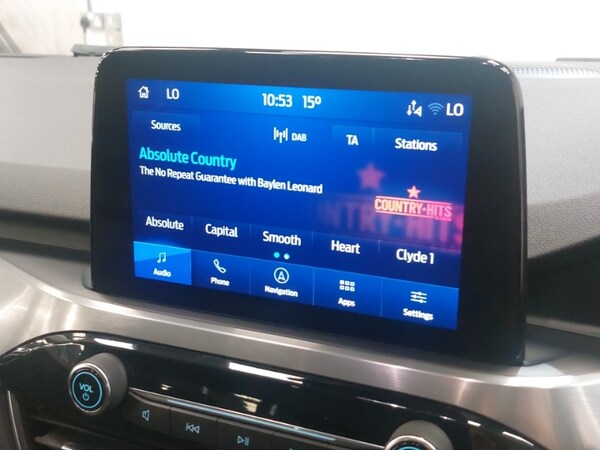 LO
10:53 15º
LO
Sources
DAB
TA
Stations
Absolute Country
The No Repeat Guarantee with Baylen Leonard
COUNTRY HITS
Absolute
Capital
Smooth
Heart
Clyde 1
Audio
Phone
Navigation
Apps
Settings
VOL